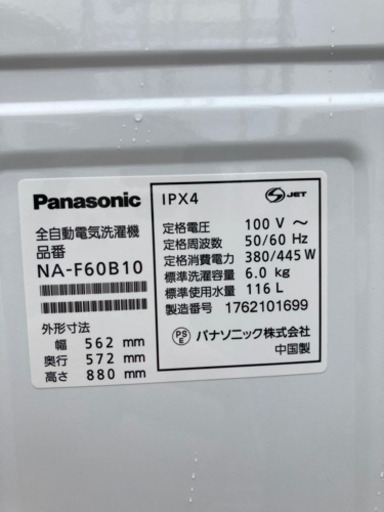 Panasonic
全自動電気洗濯機
品番
NA-F60B10
外形寸法
幅 562 mm
奥行 572 mm
高さ 880 mm
IPX4
S JET
定格電圧 100 V ～
定格周波数 50/60 Hz
定格消費電力 380/445 W
標準洗濯容量 6.0 kg
標準使用水量 116 L
製造番号 1762101699
PS E パナソニック株式会社
中国製